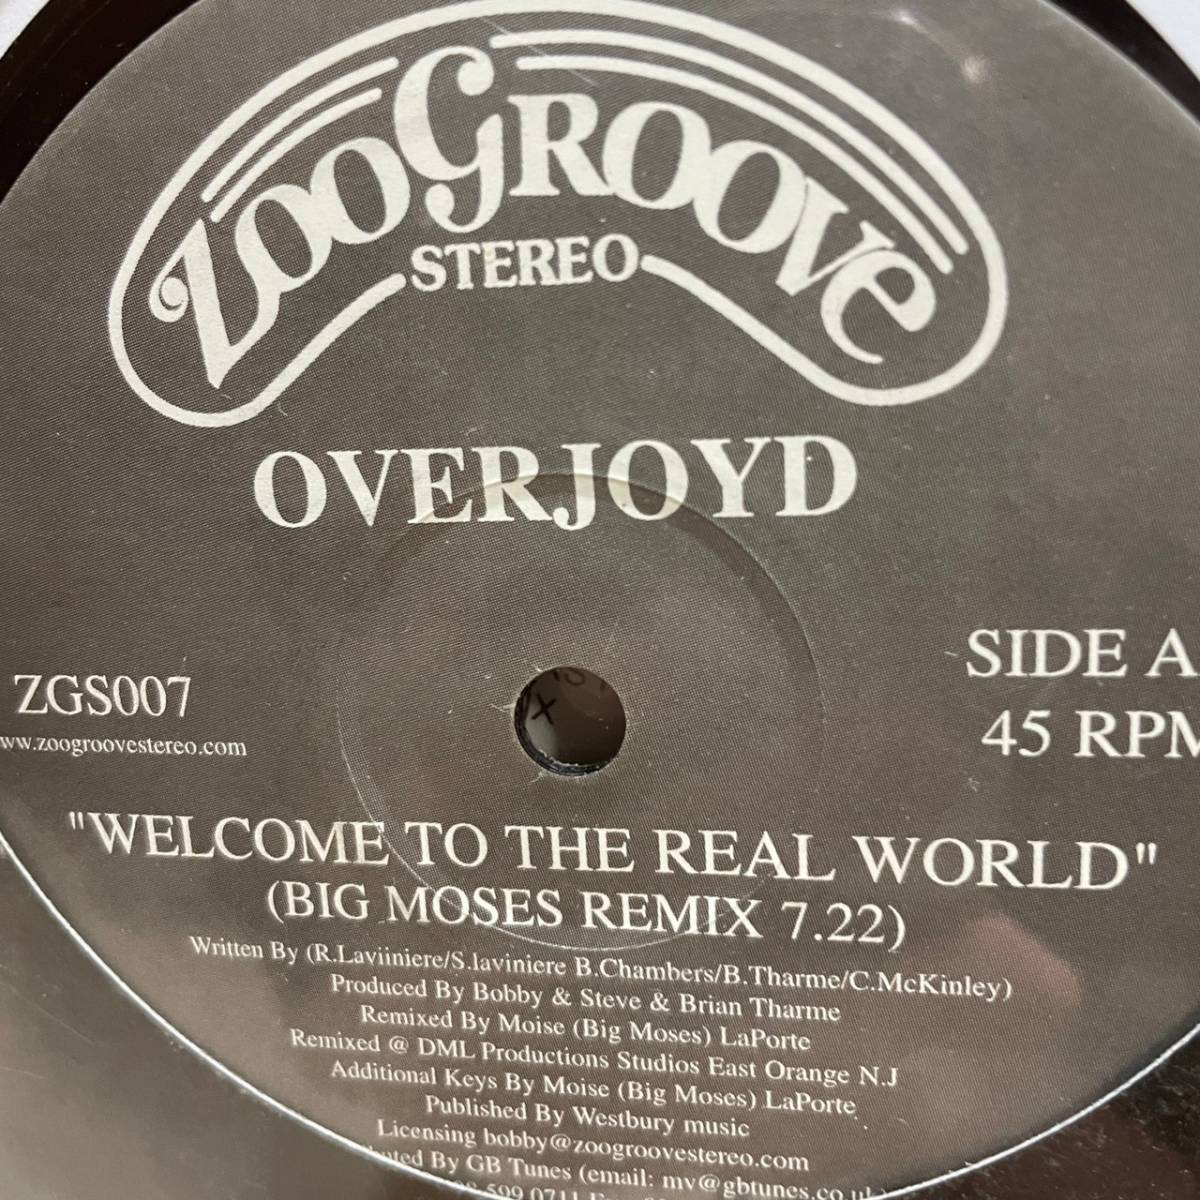 ZOOGROOVe
STEREO
OVERJOYD
SIDE A
45 RPM
ZGS007
ww.zoogroovestereo.com
"WELCOME TO THE REAL WORLD"
(BIG MOSES REMIX 7.22)
Written By (R.Laviiniere/S.laviniere B.Chambers/B.Tharme/C.McKinley)
Produced By Bobby & Steve & Brian Tharme
Remixed By Moise (Big Moses) LaPorte
Remixed @ DML Productions Studios East Orange N.J
Additional Keys By Moise (Big Moses) LaPorte
Published By Westbury music
Licensing bobby@zoogroovestereo.com
By GB Tunes (email: mv@gbtunes.co.uk)
599 0711